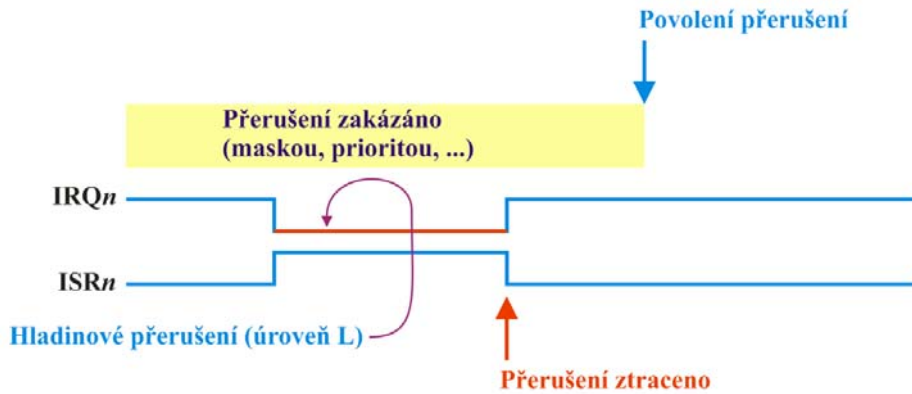 Povolení přerušení
Přerušení zakázáno
(maskou, prioritou, ...)
IRQn
ISRn
Hladinové přerušení (úroveň L)
Přerušení ztraceno